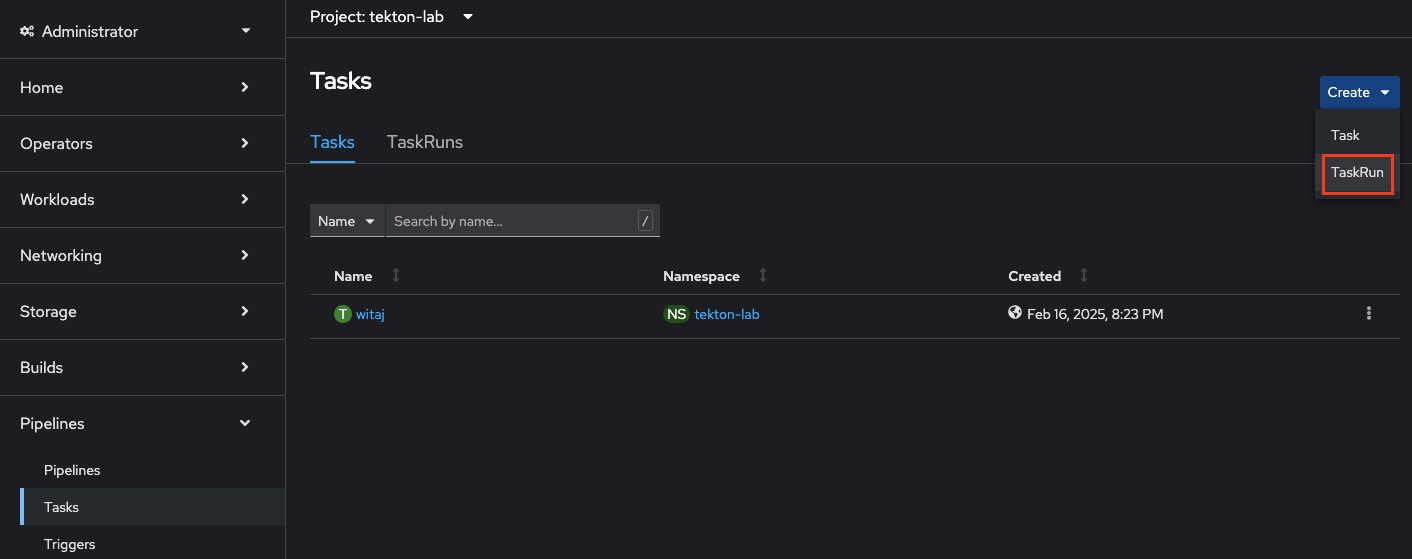 Administrator
Home
Operators
Workloads
Networking
Storage
Builds
Pipelines
Pipelines
Tasks
Triggers
Project: tekton-lab
Tasks
Create
Task
TaskRun
Tasks TaskRuns
Name Search by name... /
Name Namespace Created
T witaj NS tekton-lab Feb 16, 2025, 8:23 PM